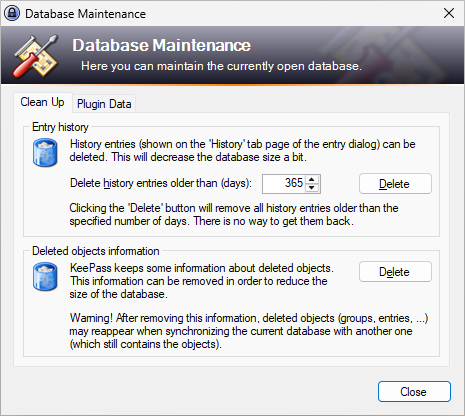 Database Maintenance
Database Maintenance
Here you can maintain the currently open database.
Clean Up
Plugin Data
Entry history
History entries (shown on the 'History' tab page of the entry dialog) can be
deleted. This will decrease the database size a bit.
Delete history entries older than (days): 365 Delete
Clicking the 'Delete' button will remove all history entries older than the
specified number of days. There is no way to get them back.
Deleted objects information
KeePass keeps some information about deleted objects. Delete
This information can be removed in order to reduce the
size of the database.
Warning! After removing this information, deleted objects (groups, entries, ...)
may reappear when synchronizing the current database with another one
(which still contains the objects).
Close